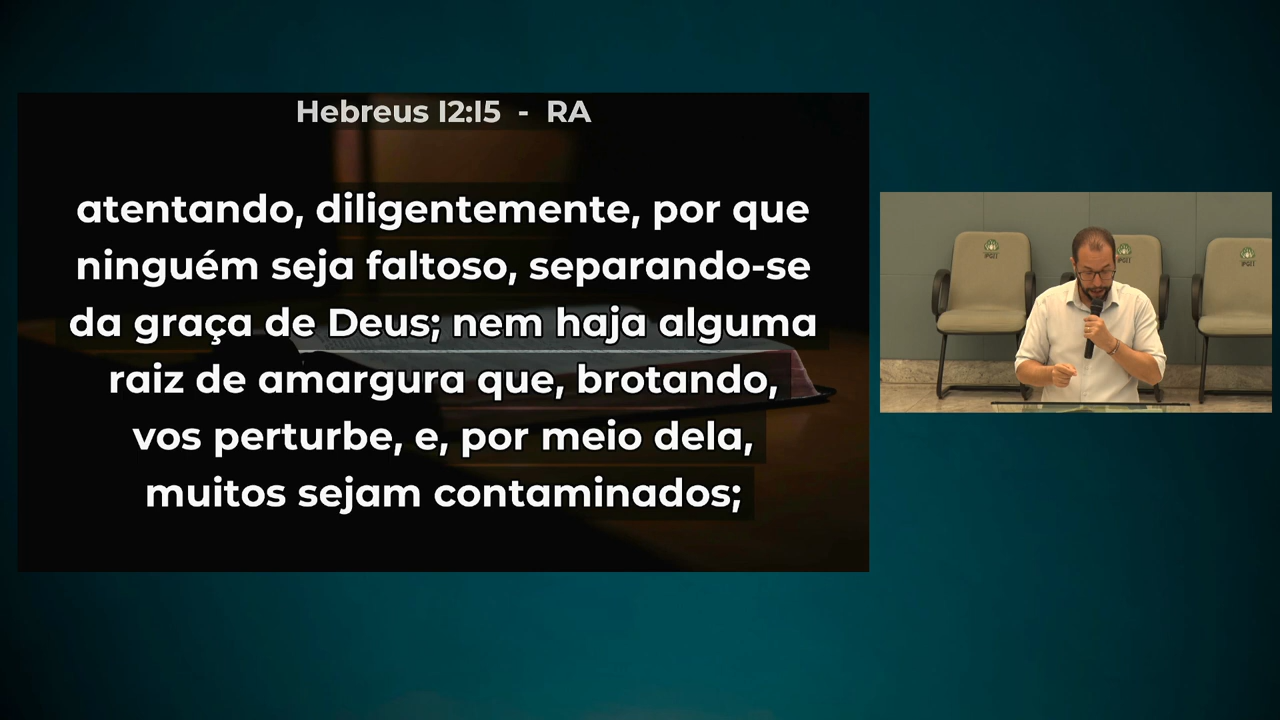 Hebreus 12:15 - RA
atentando, diligentemente, por que
ninguém seja faltoso, separando-se
da graça de Deus; nem haja alguma
raiz de amargura que, brotando,
vos perturbe, e, por meio dela,
muitos sejam contaminados;